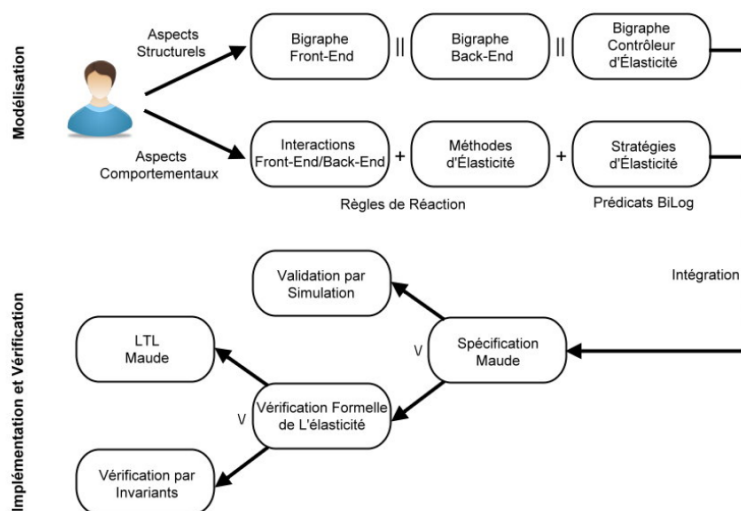 Modélisation
Aspects
Structurels
Bigraphe
Front-End
||
Bigraphe
Back-End
||
Bigraphe
Contrôleur
d'Élasticité
Aspects
Comportementaux
Interactions
Front-End/Back-End
+
Méthodes
d'Élasticité
+
Stratégies
d'Élasticité
Règles de Réaction
Prédicats BiLog
Implémentation et Vérification
Intégration
Validation par
Simulation
LTL
Maude
\/
Spécification
Maude
\/
Vérification Formelle
de L'élasticité
Vérification par
Invariants